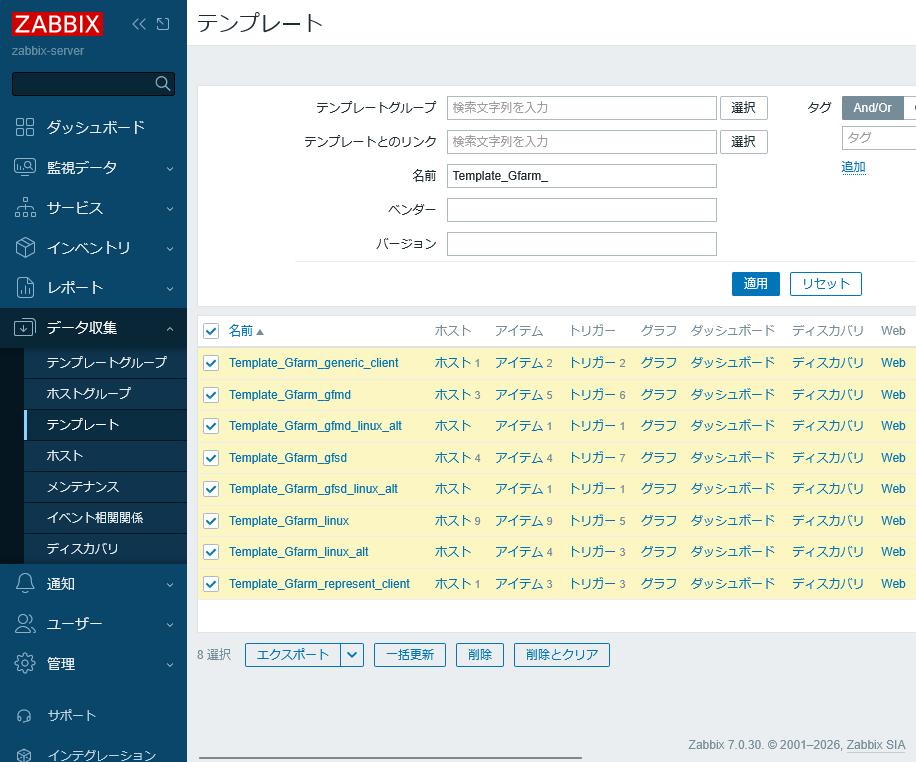 ZABBIX
zabbix-server
ダッシュボード
監視データ
サービス
インベントリ
レポート
データ収集
テンプレートグループ
ホストグループ
テンプレート
ホスト
メンテナンス
イベント相関関係
ディスカバリ
通知
ユーザー
管理
サポート
インテグレーション
テンプレート
テンプレートグループ 検索文字列を入力 選択
テンプレートとのリンク 検索文字列を入力 選択
名前 Template_Gfarm_
ベンダー
バージョン
タグ And/Or
タグ
追加
適用 リセット
名前 ホスト アイテム トリガー グラフ ダッシュボード ディスカバリ Web
Template_Gfarm_generic_client ホスト 1 アイテム 2 トリガー 2 グラフ ダッシュボード ディスカバリ Web
Template_Gfarm_gfmd ホスト 3 アイテム 5 トリガー 6 グラフ ダッシュボード ディスカバリ Web
Template_Gfarm_gfmd_linux_alt ホスト アイテム 1 トリガー 1 グラフ ダッシュボード ディスカバリ Web
Template_Gfarm_gfsd ホスト 4 アイテム 4 トリガー 7 グラフ ダッシュボード ディスカバリ Web
Template_Gfarm_gfsd_linux_alt ホスト アイテム 1 トリガー 1 グラフ ダッシュボード ディスカバリ Web
Template_Gfarm_linux ホスト 9 アイテム 9 トリガー 5 グラフ ダッシュボード ディスカバリ Web
Template_Gfarm_linux_alt ホスト アイテム 4 トリガー 3 グラフ ダッシュボード ディスカバリ Web
Template_Gfarm_represent_client ホスト 1 アイテム 3 トリガー 3 グラフ ダッシュボード ディスカバリ Web
8 選択 エクスポート 一括更新 削除 削除とクリア
Zabbix 7.0.30. © 2001–2026, Zabbix SIA